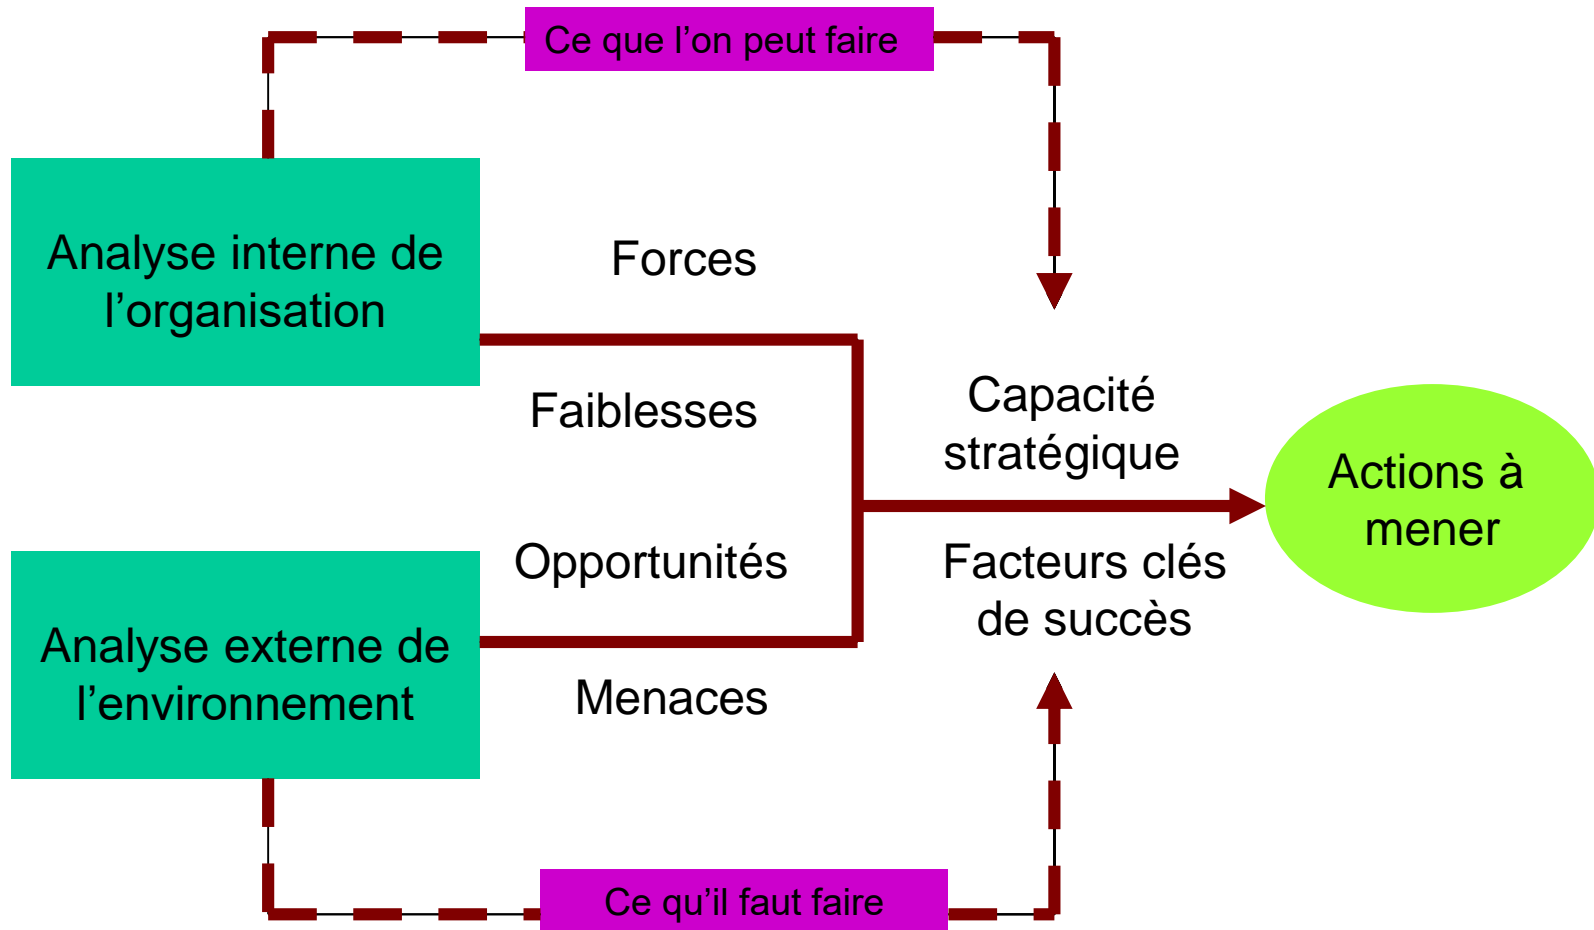 Ce que l’on peut faire
Analyse interne de
l’organisation
Forces
Faiblesses
Capacité
stratégique
Actions à
mener
Opportunités
Facteurs clés
de succès
Analyse externe de
l’environnement
Menaces
Ce qu’il faut faire